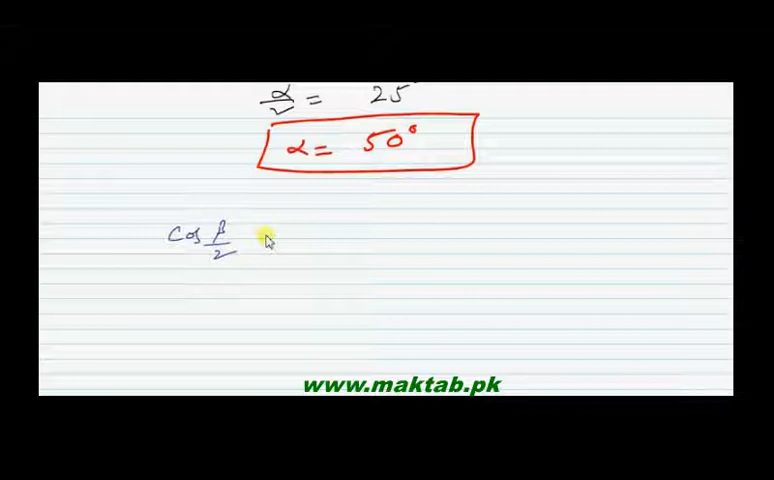 α/2 = 25°
α = 50°
Cos β/2
www.maktab.pk